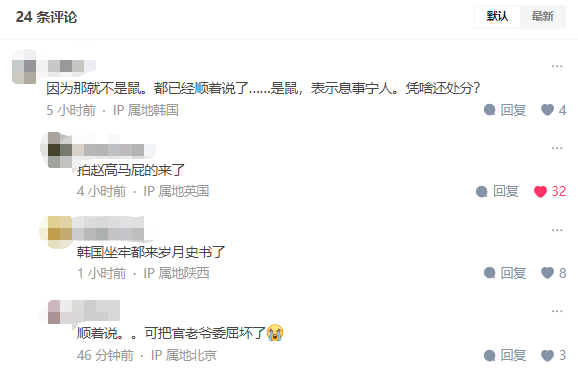 24 条评论
默认 最新
因为那就不是鼠。都已经顺着说了……是鼠，表示息事宁人。凭啥还处分？
5 小时前 · IP 属地韩国 回复 4
拍赵高马屁的来了
4 小时前 · IP 属地英国 回复 32
韩国坐牢都来岁月史书了
1 小时前 · IP 属地陕西 回复 8
顺着说。。可把官老爷委屈坏了😭
46 分钟前 · IP 属地北京 回复 3